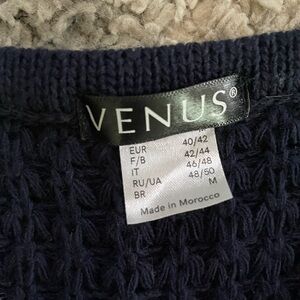 VENUS®
EUR 40/42
F/B 42/44
IT 46/48
RU/UA 48/50
BR M
Made in Morocco